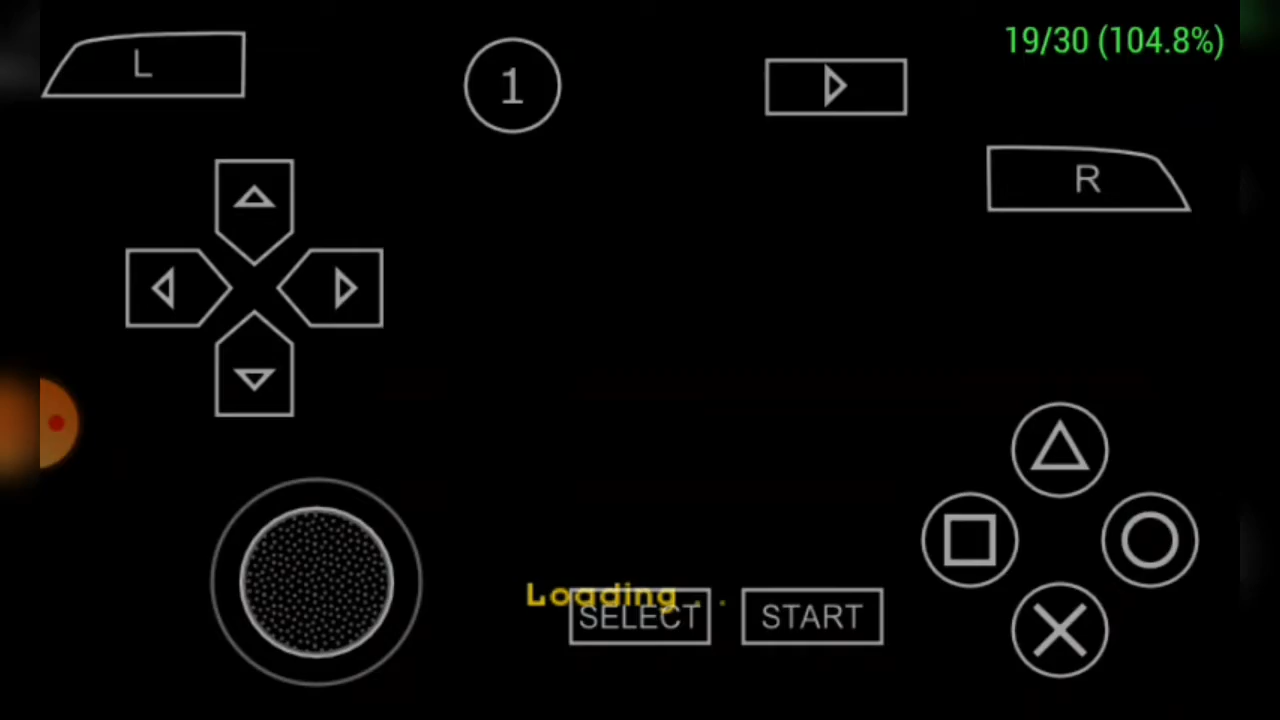 19/30 (104.8%)
L
1
R
Loading . .
SELECT
START